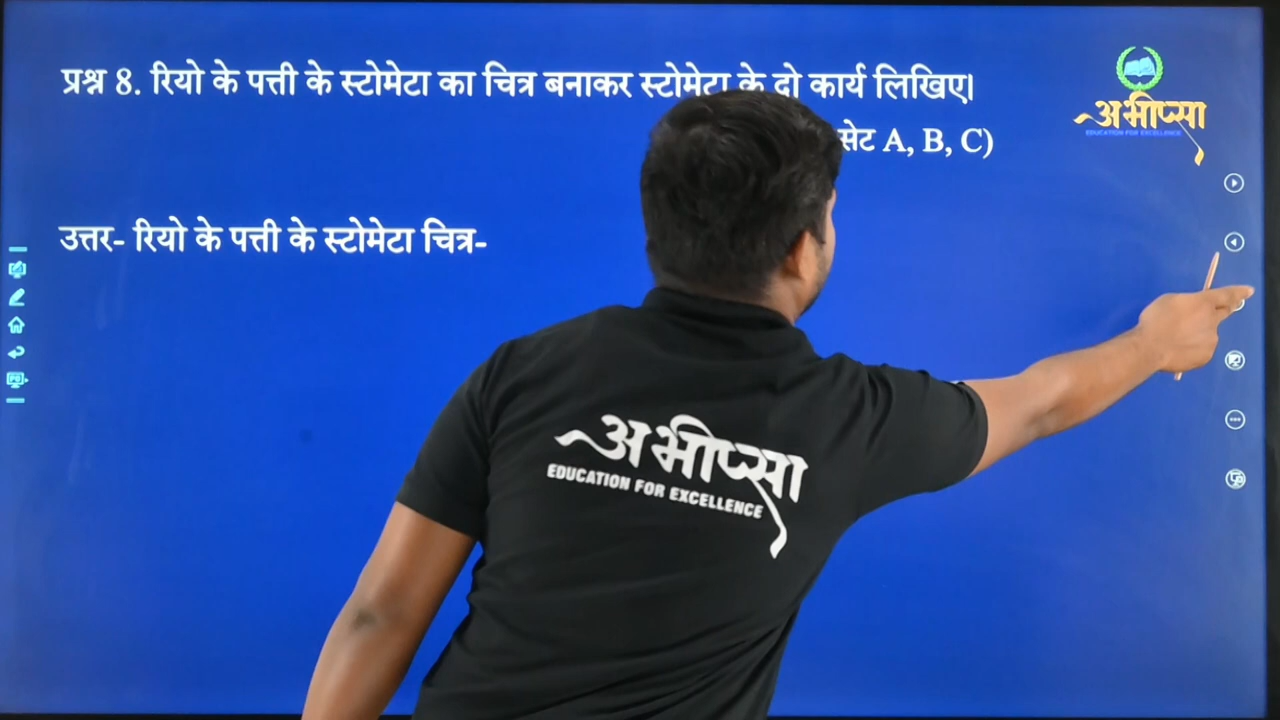 प्रश्न 8. रियो के पत्ती के स्टोमेटा का चित्र बनाकर स्टोमेटा के दो कार्य लिखिए।
सेट A, B, C)
उत्तर- रियो के पत्ती के स्टोमेटा चित्र-
अभीप्सा
EDUCATION FOR EXCELLENCE
अभीप्सा
EDUCATION FOR EXCELLENCE